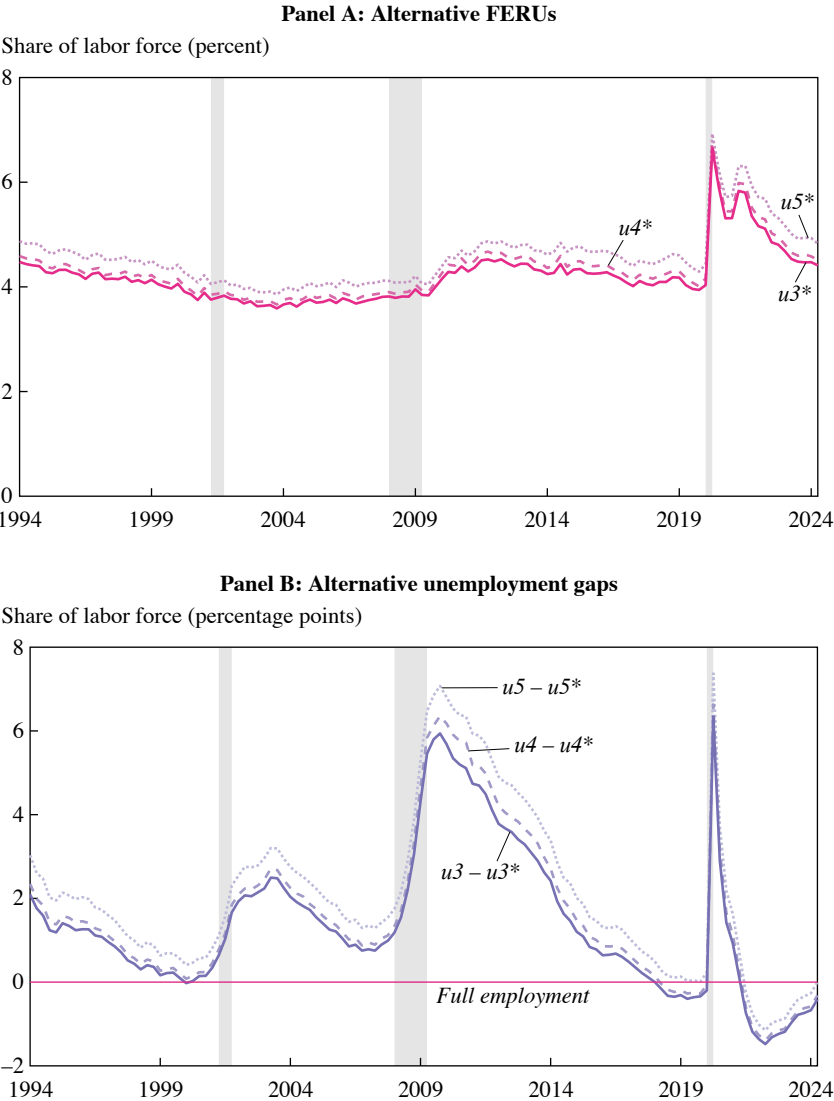 Panel A: Alternative FERUs
Share of labor force (percent)
8
6
4
2
0
u5*
u4*
u3*
1994 1999 2004 2009 2014 2019 2024
Panel B: Alternative unemployment gaps
Share of labor force (percentage points)
8
6
4
2
0
–2
u5 – u5*
u4 – u4*
u3 – u3*
Full employment
1994 1999 2004 2009 2014 2019 2024